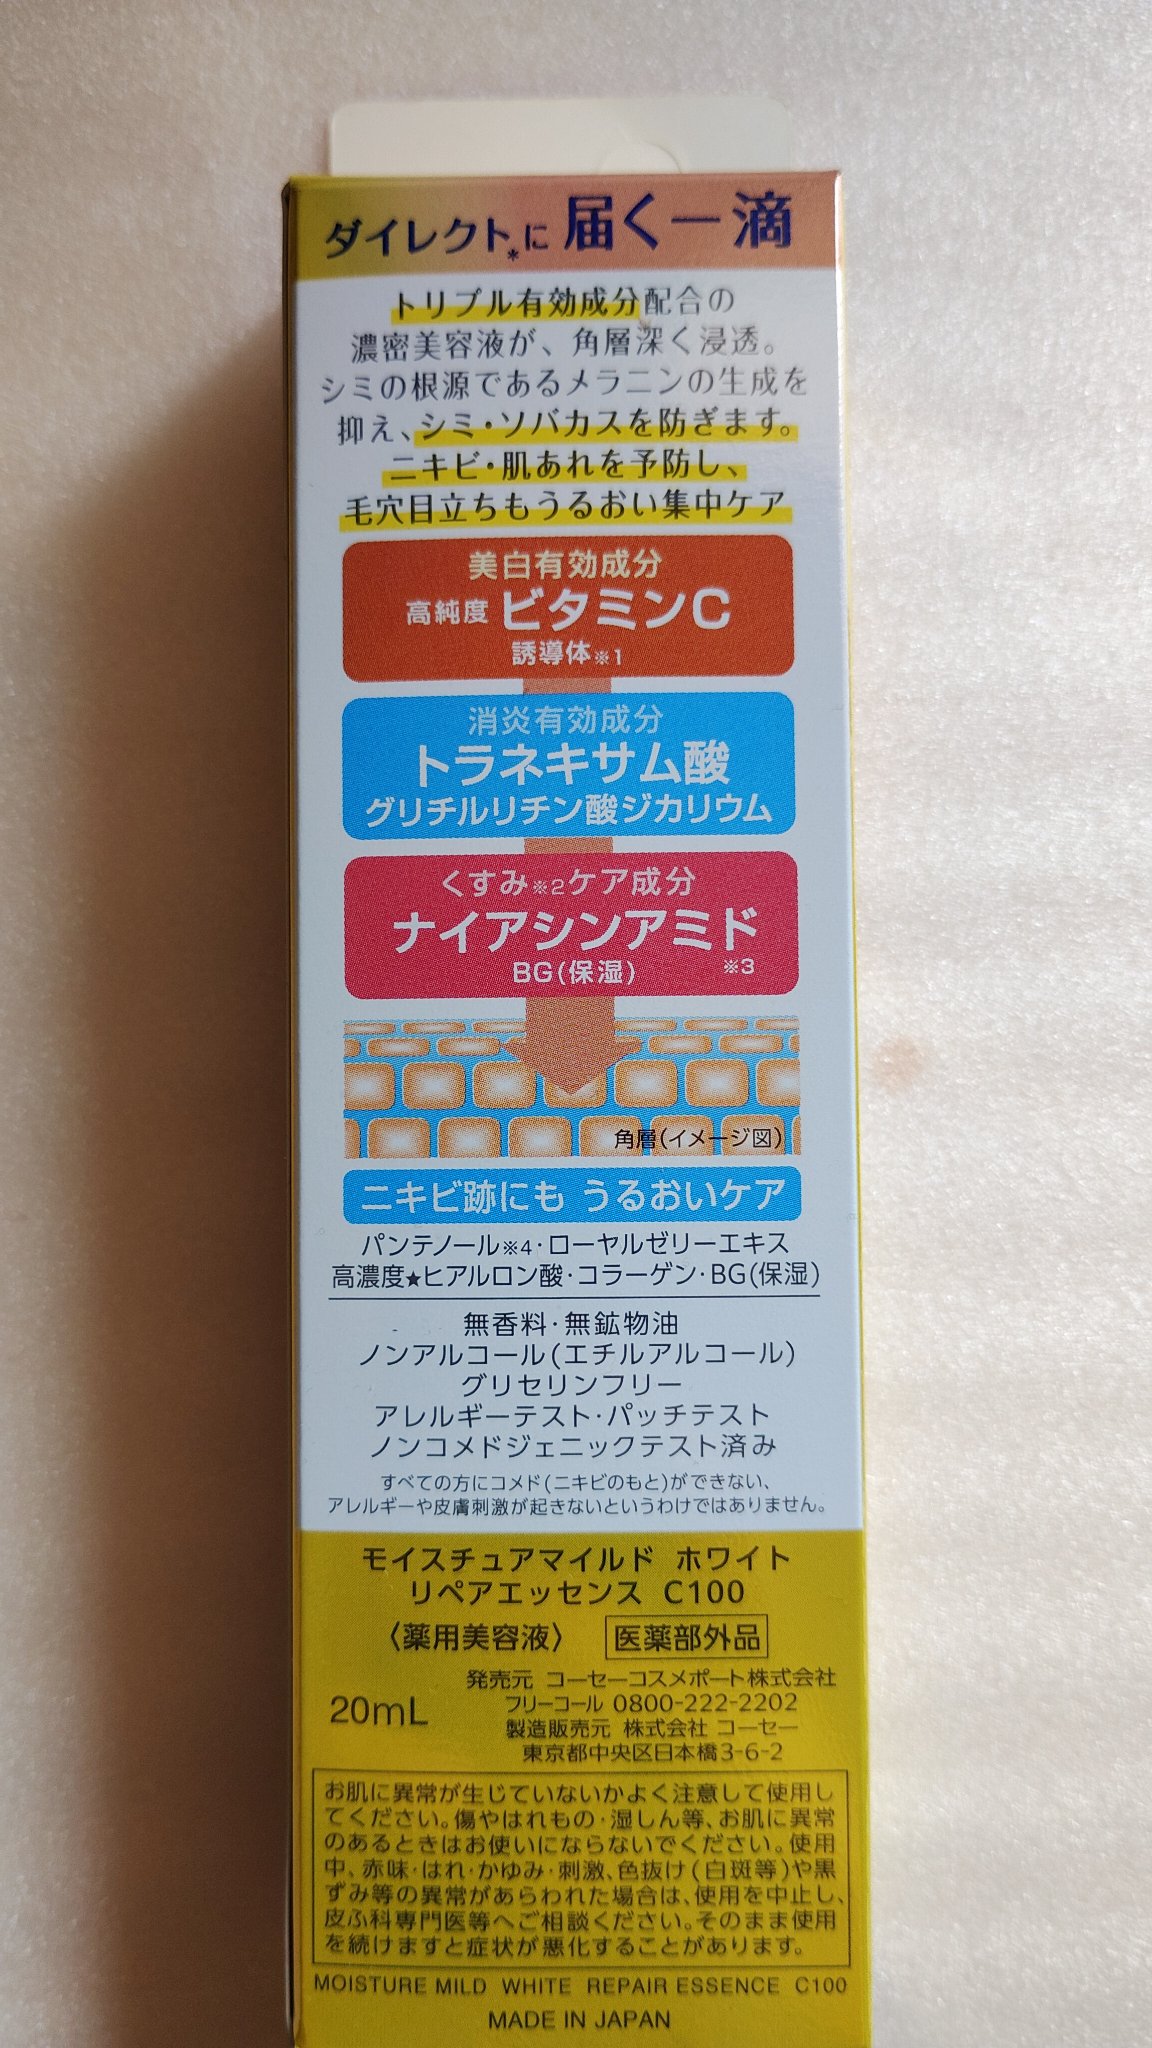 ダイレクト*に 届く一滴
トリプル有効成分配合の
濃密美容液が、角層深く浸透。
シミの根源であるメラニンの生成を
抑え、シミ・ソバカスを防ぎます。
ニキビ・肌あれを予防し、
毛穴目立ちもうるおい集中ケア
美白有効成分
高純度 ビタミンC
誘導体※1
消炎有効成分
トラネキサム酸
グリチルリチン酸ジカリウム
くすみ※2ケア成分
ナイアシンアミド
BG(保湿) ※3
角層(イメージ図)
ニキビ跡にも うるおいケア
パンテノール※4・ローヤルゼリーエキス
高濃度★ヒアルロン酸・コラーゲン・BG(保湿)
無香料・無鉱物油
ノンアルコール(エチルアルコール)
グリセリンフリー
アレルギーテスト・パッチテスト
ノンコメドジェニックテスト済み
すべての方にコメド(ニキビのもと)ができない、
アレルギーや皮膚刺激が起きないというわけではありません。
モイスチュアマイルド ホワイト
リペアエッセンス C100
〈薬用美容液〉 医薬部外品
20mL
発売元 コーセーコスメポート株式会社
フリーコール 0800-222-2202
製造販売元 株式会社 コーセー
東京都中央区日本橋3-6-2
お肌に異常が生じていないかよく注意して使用し
てください。傷やはれもの・湿しん等、お肌に異常
のあるときはお使いにならないでください。使用
中、赤味・はれ・かゆみ・刺激、色抜け(白斑等)や黒
ずみ等の異常があらわれた場合は、使用を中止し、
皮ふ科専門医等へご相談ください。そのまま使用
を続けますと症状が悪化することがあります。
MOISTURE MILD WHITE REPAIR ESSENCE C100
MADE IN JAPAN